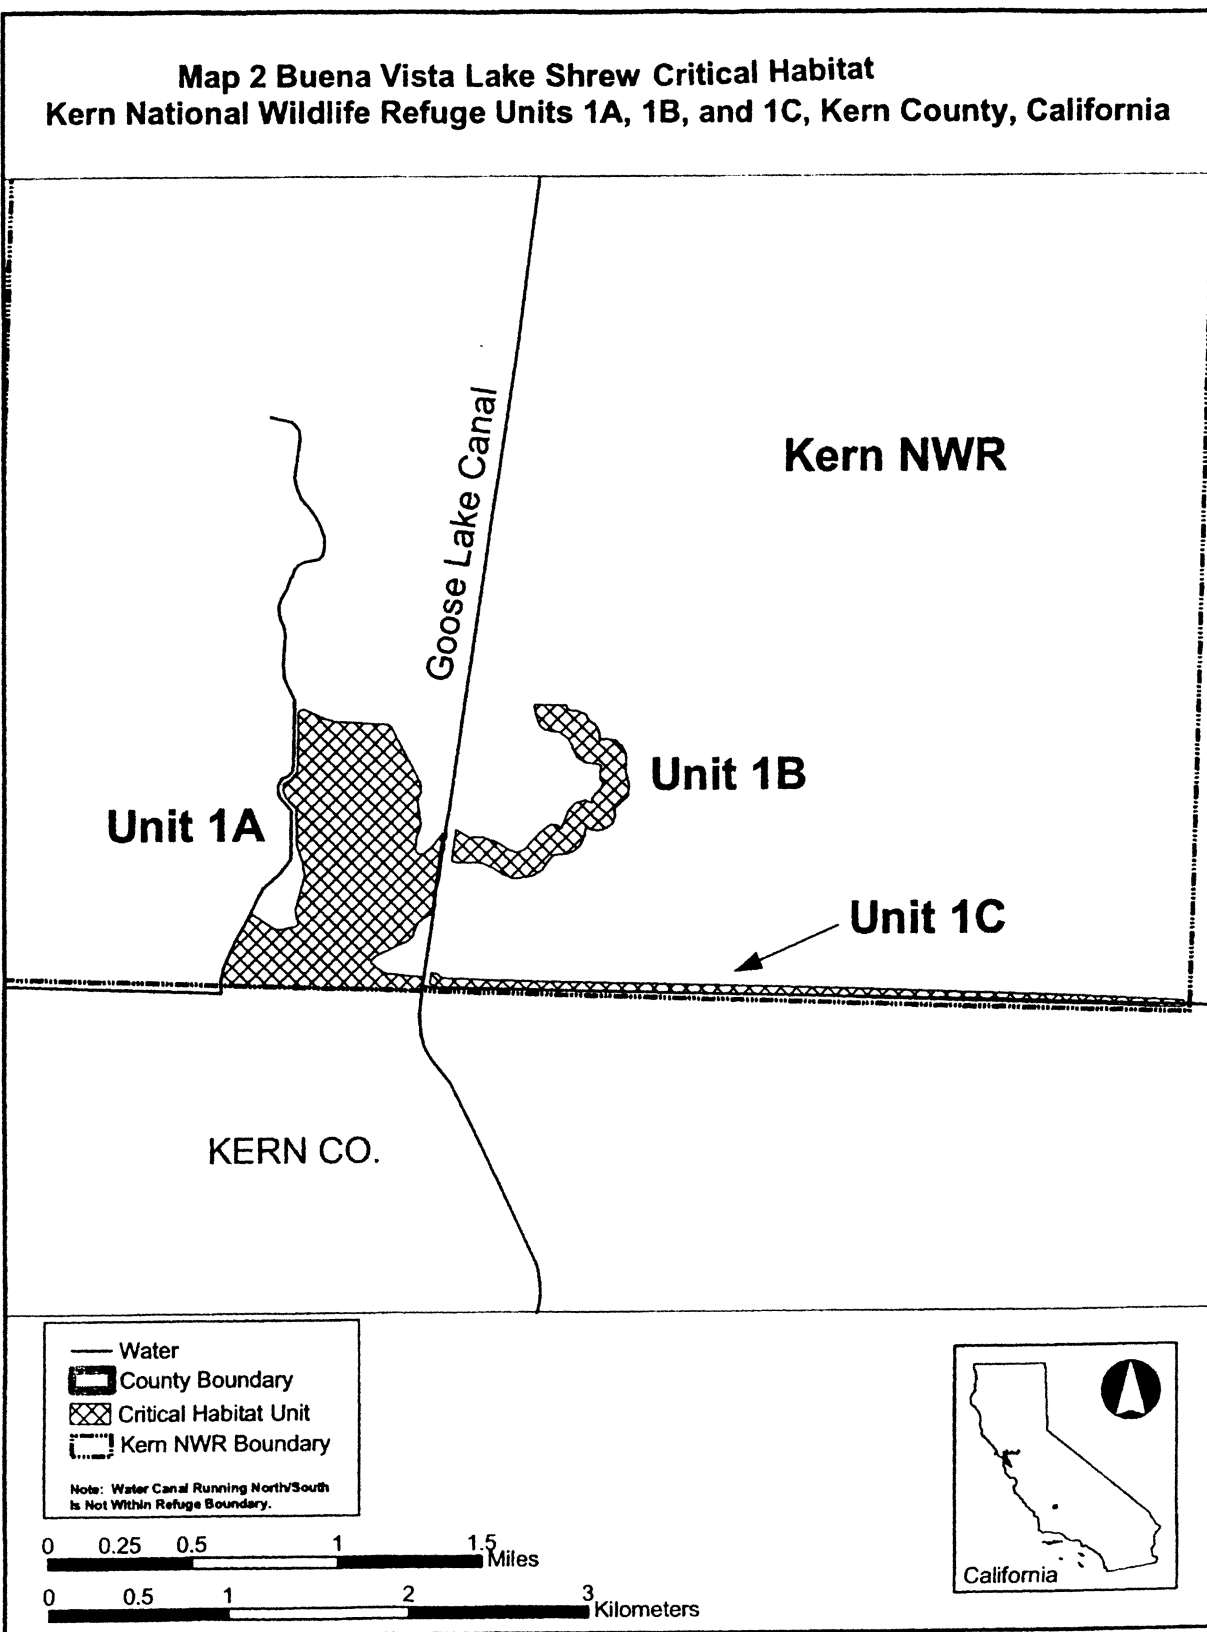 Map 2 Buena Vista Lake Shrew Critical Habitat
Kern National Wildlife Refuge Units 1A, 1B, and 1C, Kern County, California
Goose Lake Canal
Kern NWR
Unit 1B
Unit 1A
Unit 1C
KERN CO.
Water
County Boundary
Critical Habitat Unit
Kern NWR Boundary
Note: Water Canal Running North/South
Is Not Within Refuge Boundary.
0 0.25 0.5 1 1.5 Miles
0 0.5 1 2 3 Kilometers
California